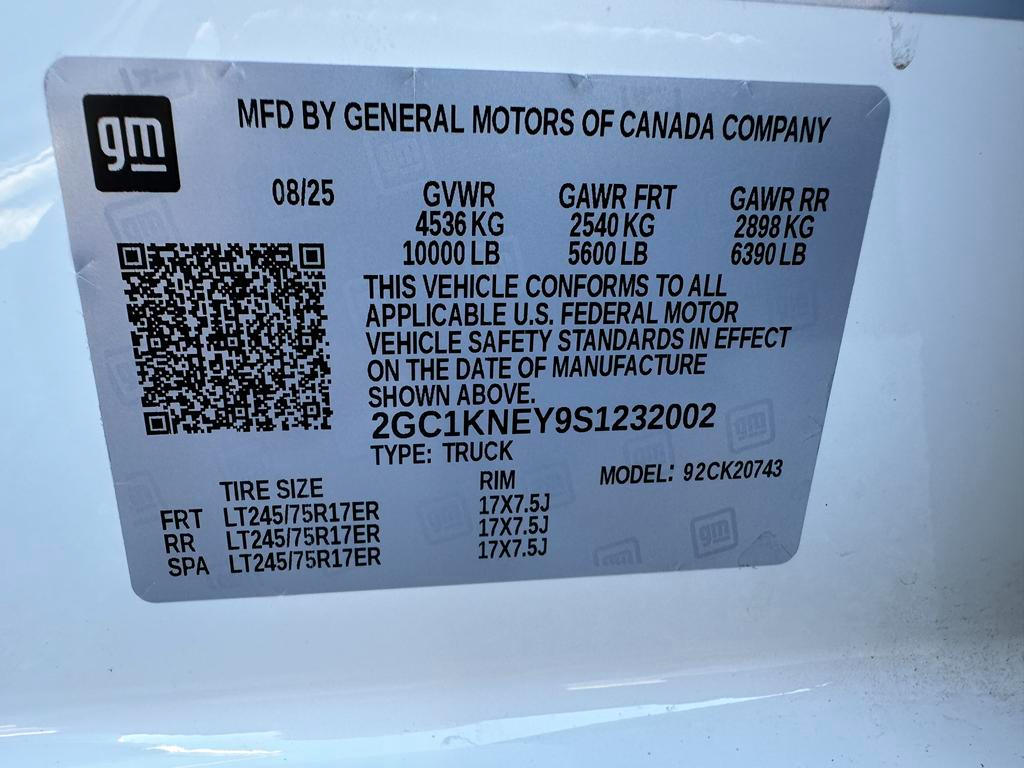 gm
MFD BY GENERAL MOTORS OF CANADA COMPANY
08/25 GVWR GAWR FRT GAWR RR
4536 KG 2540 KG 2898 KG
10000 LB 5600 LB 6390 LB
THIS VEHICLE CONFORMS TO ALL
APPLICABLE U.S. FEDERAL MOTOR
VEHICLE SAFETY STANDARDS IN EFFECT
ON THE DATE OF MANUFACTURE
SHOWN ABOVE.
2GC1KNEY9S1232002
TYPE: TRUCK
TIRE SIZE RIM MODEL: 92CK20743
FRT LT245/75R17ER 17X7.5J
RR LT245/75R17ER 17X7.5J
SPA LT245/75R17ER 17X7.5J
gm
gm